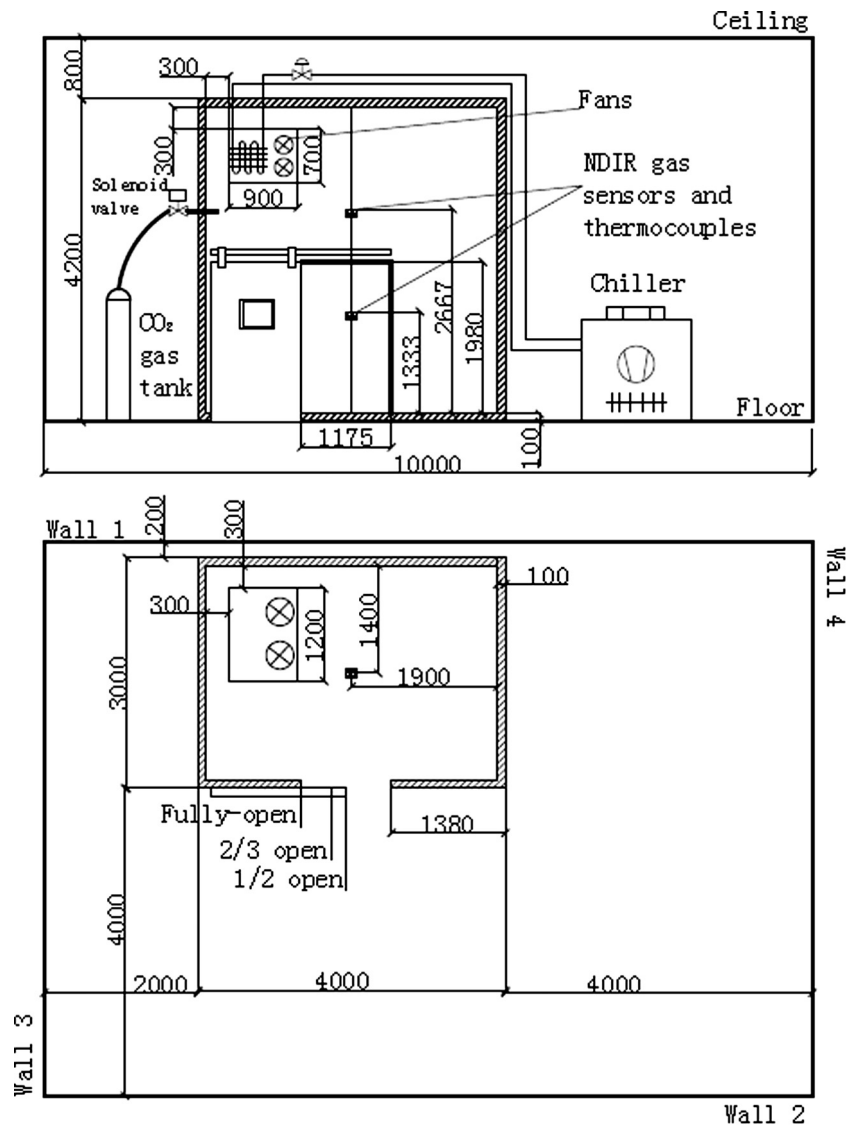 Ceiling
800
300
Fans
300
700
NDIR gas
sensors and
thermocouples
Solenoid
valve
900
4200
Chiller
CO₂
gas
tank
2667
1980
1333
Floor
1175
100
10000
Wall 1
200
300
Wall 4
100
300
1200
1400
1900
3000
Fully-open
1380
2/3 open
1/2 open
4000
2000
4000
4000
Wall 3
Wall 2